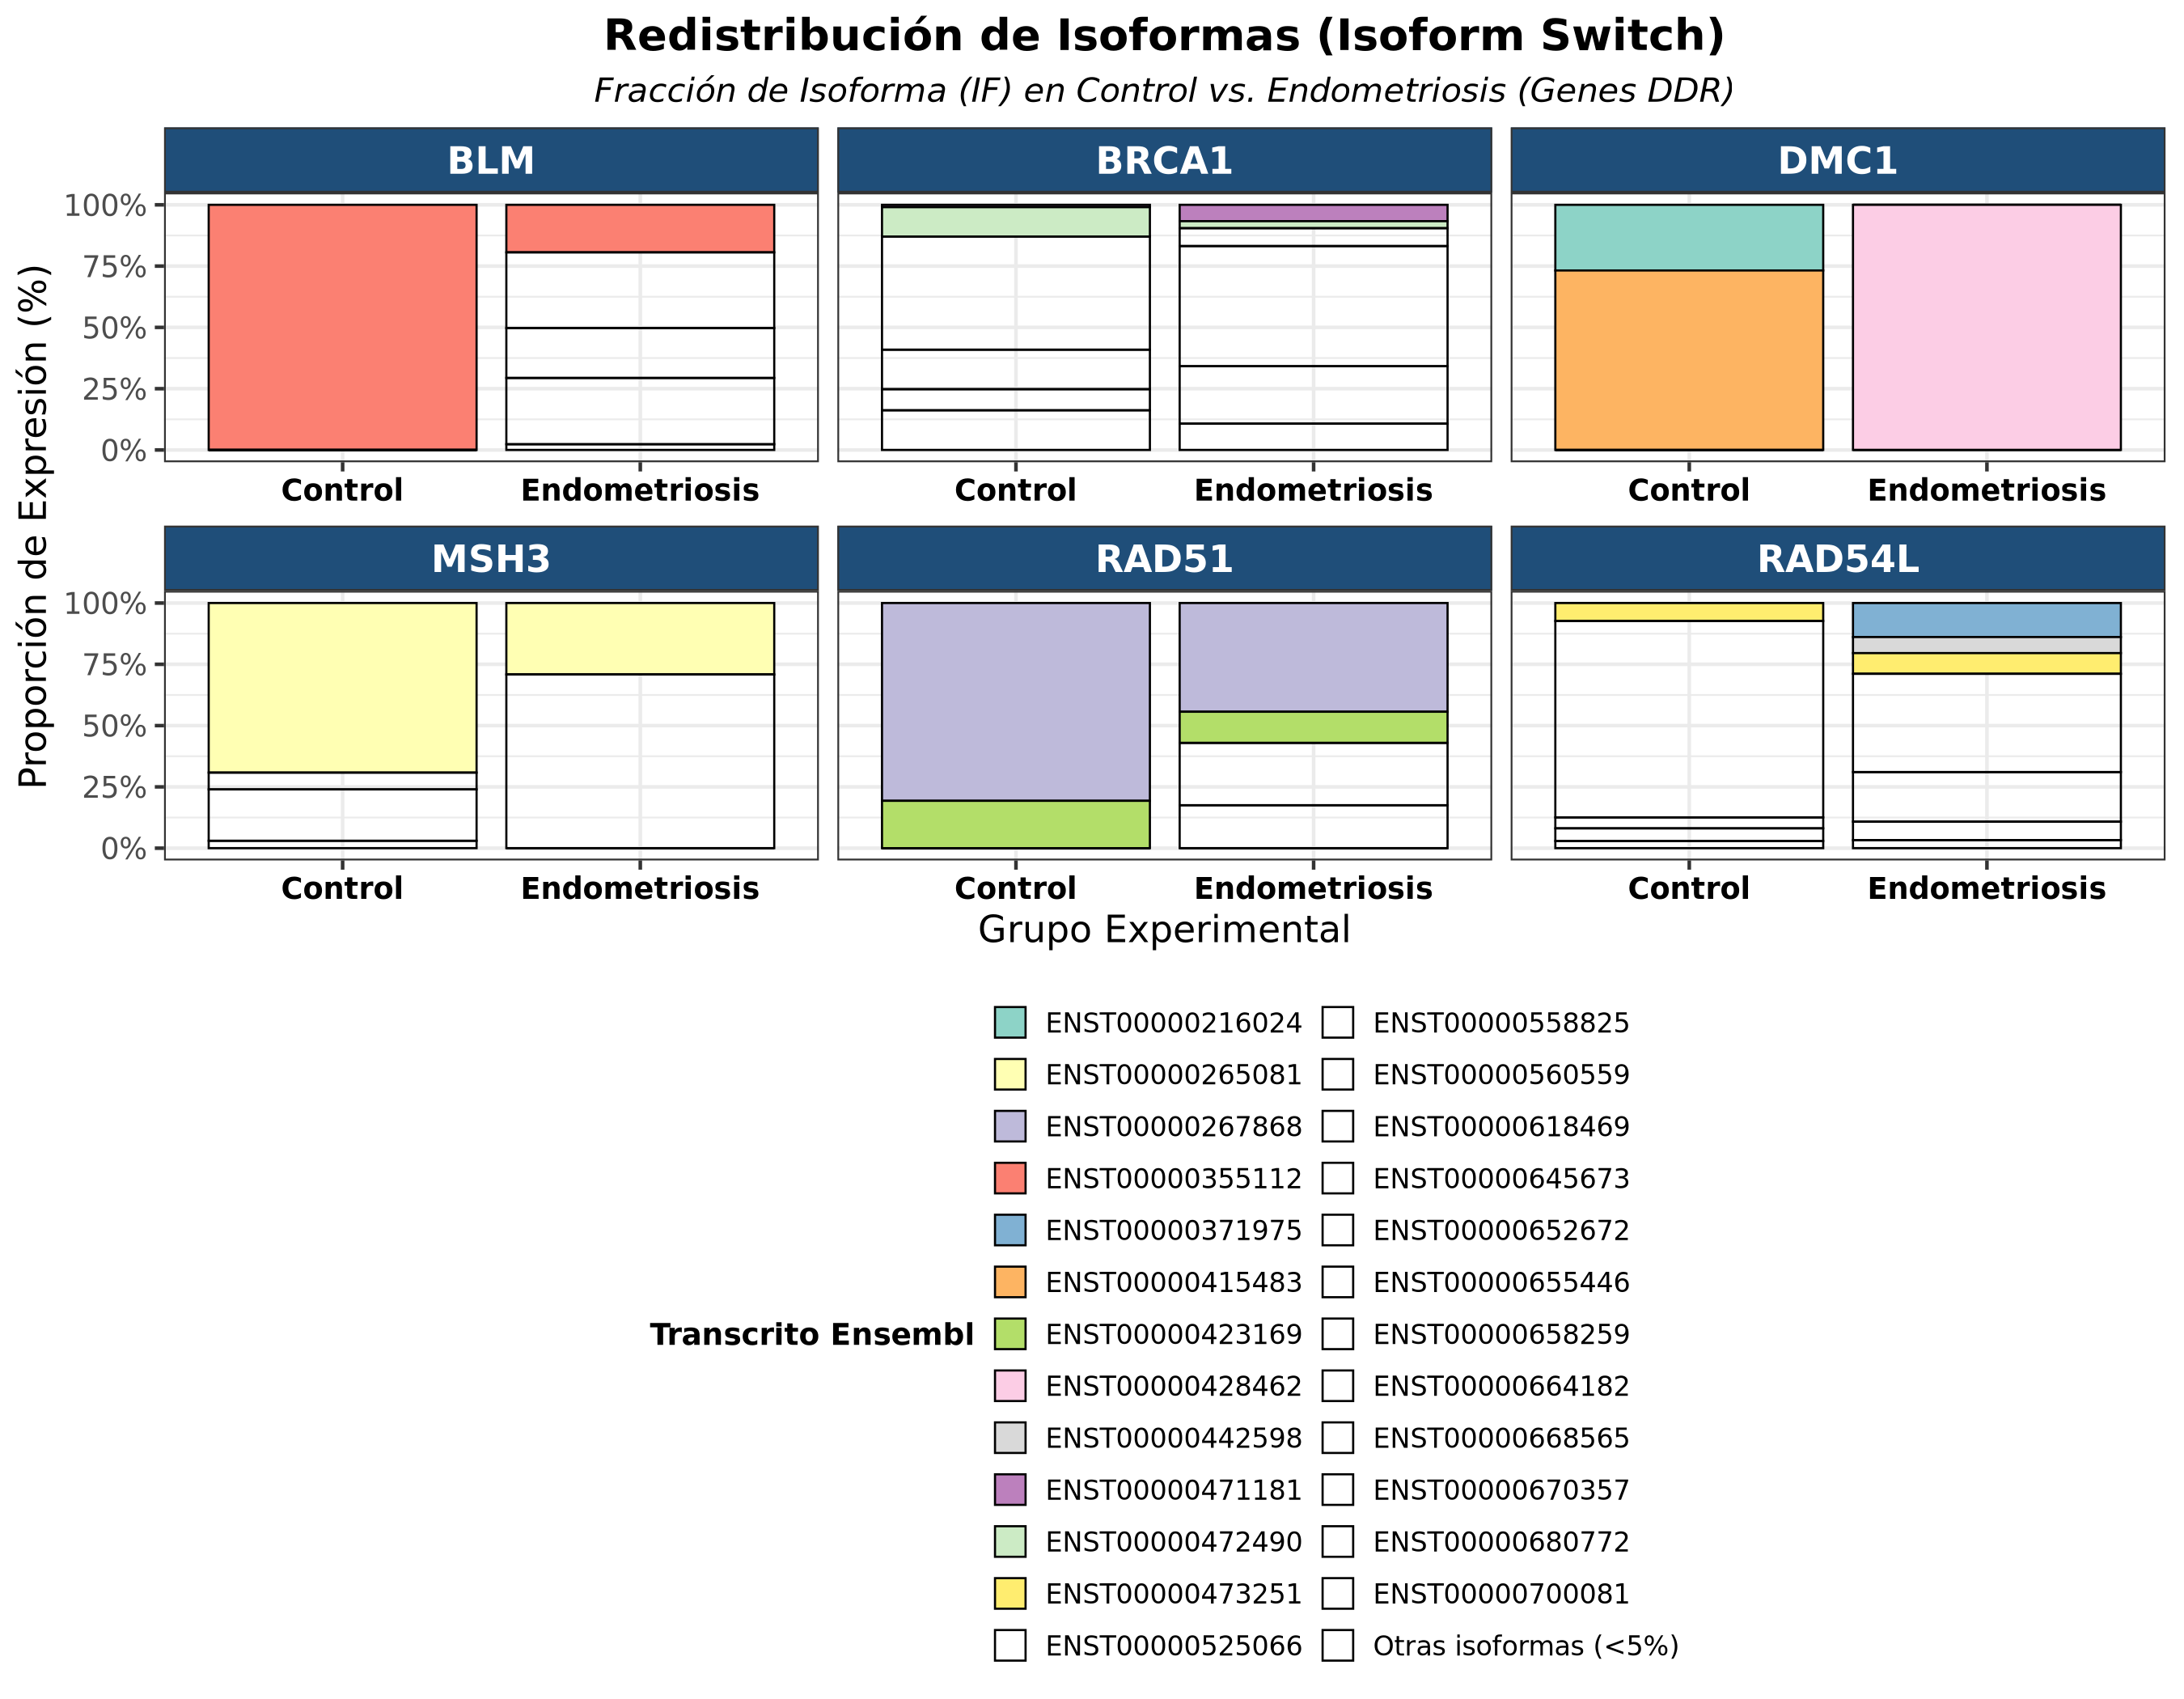 Redistribución de Isoformas (Isoform Switch)
Fracción de Isoforma (IF) en Control vs. Endometriosis (Genes DDR)
Proporción de Expresión (%)
BLM
BRCA1
DMC1
100%
75%
50%
25%
0%
Control
Endometriosis
Control
Endometriosis
Control
Endometriosis
MSH3
RAD51
RAD54L
100%
75%
50%
25%
0%
Control
Endometriosis
Control
Endometriosis
Control
Endometriosis
Grupo Experimental
Transcrito Ensembl
ENST00000216024
ENST00000265081
ENST00000267868
ENST00000355112
ENST00000371975
ENST00000415483
ENST00000423169
ENST00000428462
ENST00000442598
ENST00000471181
ENST00000472490
ENST00000473251
ENST00000525066
ENST00000558825
ENST00000560559
ENST00000618469
ENST00000645673
ENST00000652672
ENST00000655446
ENST00000658259
ENST00000664182
ENST00000668565
ENST00000670357
ENST00000680772
ENST00000700081
Otras isoformas (<5%)